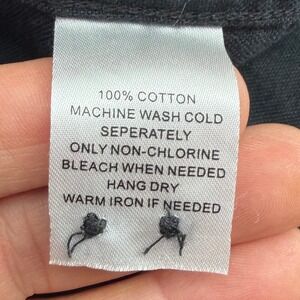 100% COTTON
MACHINE WASH COLD
SEPERATELY
ONLY NON-CHLORINE
BLEACH WHEN NEEDED
HANG DRY
WARM IRON IF NEEDED